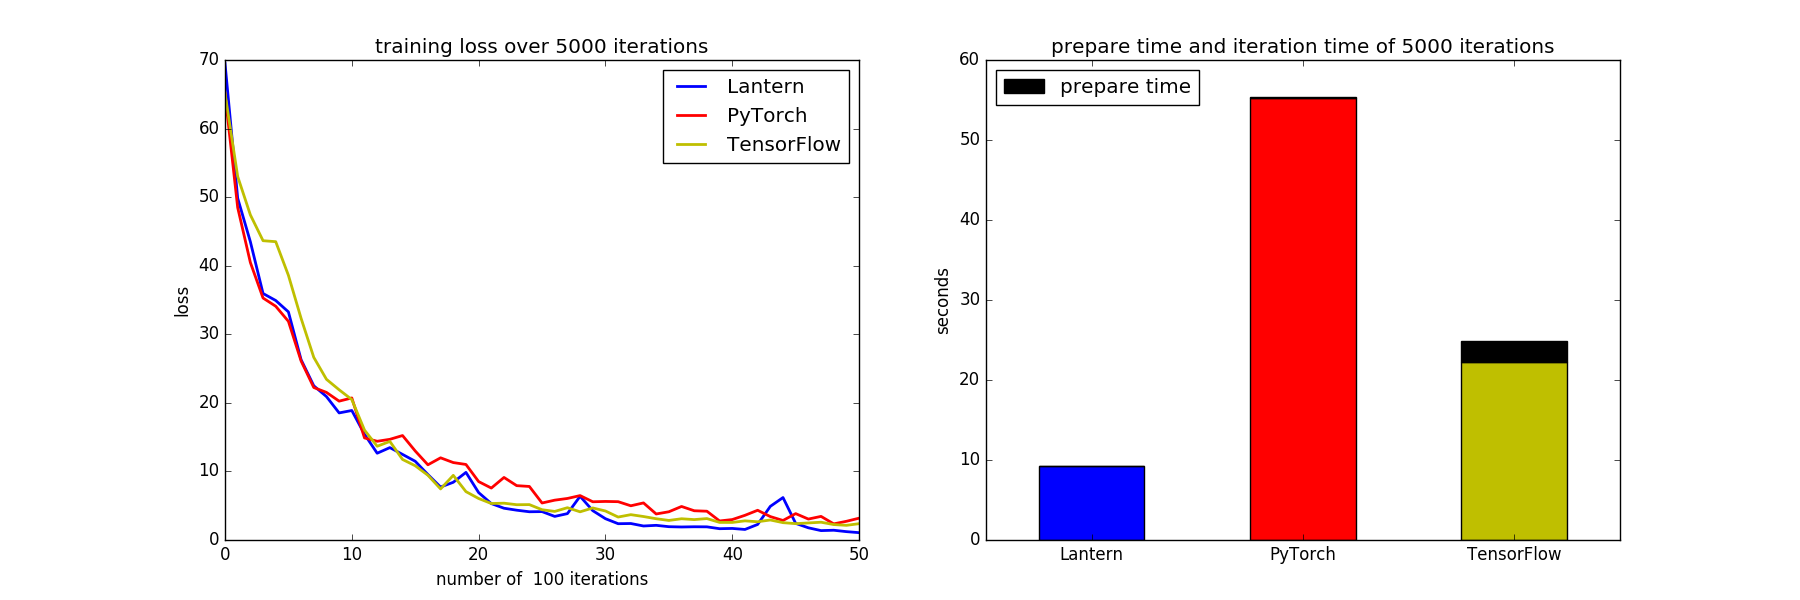 training loss over 5000 iterations
70
60
50
40
30
20
10
0
loss
Lantern
PyTorch
TensorFlow
0 10 20 30 40 50
number of  100 iterations
prepare time and iteration time of 5000 iterations
60
50
40
30
20
10
0
seconds
prepare time
Lantern PyTorch TensorFlow